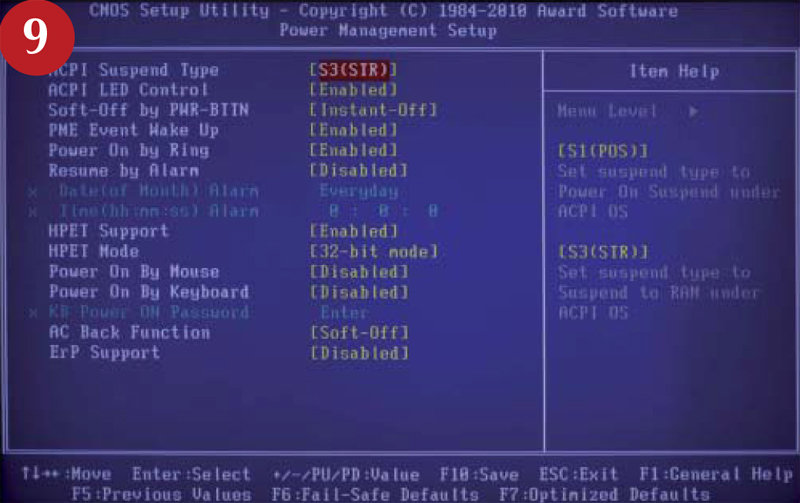 9
CMOS Setup Utility - Copyright (C) 1984-2010 Award Software
Power Management Setup
ACPI Suspend Type [S3(STR)]
ACPI LED Control [Enabled]
Soft-Off by PWR-BTTN [Instant-Off]
PME Event Wake Up [Enabled]
Power On by Ring [Enabled]
Resume by Alarm [Disabled]
x Date(of Month) Alarm Everyday
x Time(hh:mm:ss) Alarm 0 : 0 : 0
HPET Support [Enabled]
HPET Mode [32-bit mode]
Power On By Mouse [Disabled]
Power On By Keyboard [Disabled]
x KB Power ON Password Enter
AC Back Function [Soft-Off]
ErP Support [Disabled]
Item Help
Menu Level ►
[S1(POS)]
Set suspend type to
Power On Suspend under
ACPI OS
[S3(STR)]
Set suspend type to
Suspend to RAM under
ACPI OS
↑↓→←:Move Enter:Select +/-/PU/PD:Value F10:Save ESC:Exit F1:General Help
F5:Previous Values F6:Fail-Safe Defaults F7:Optimized Defaults